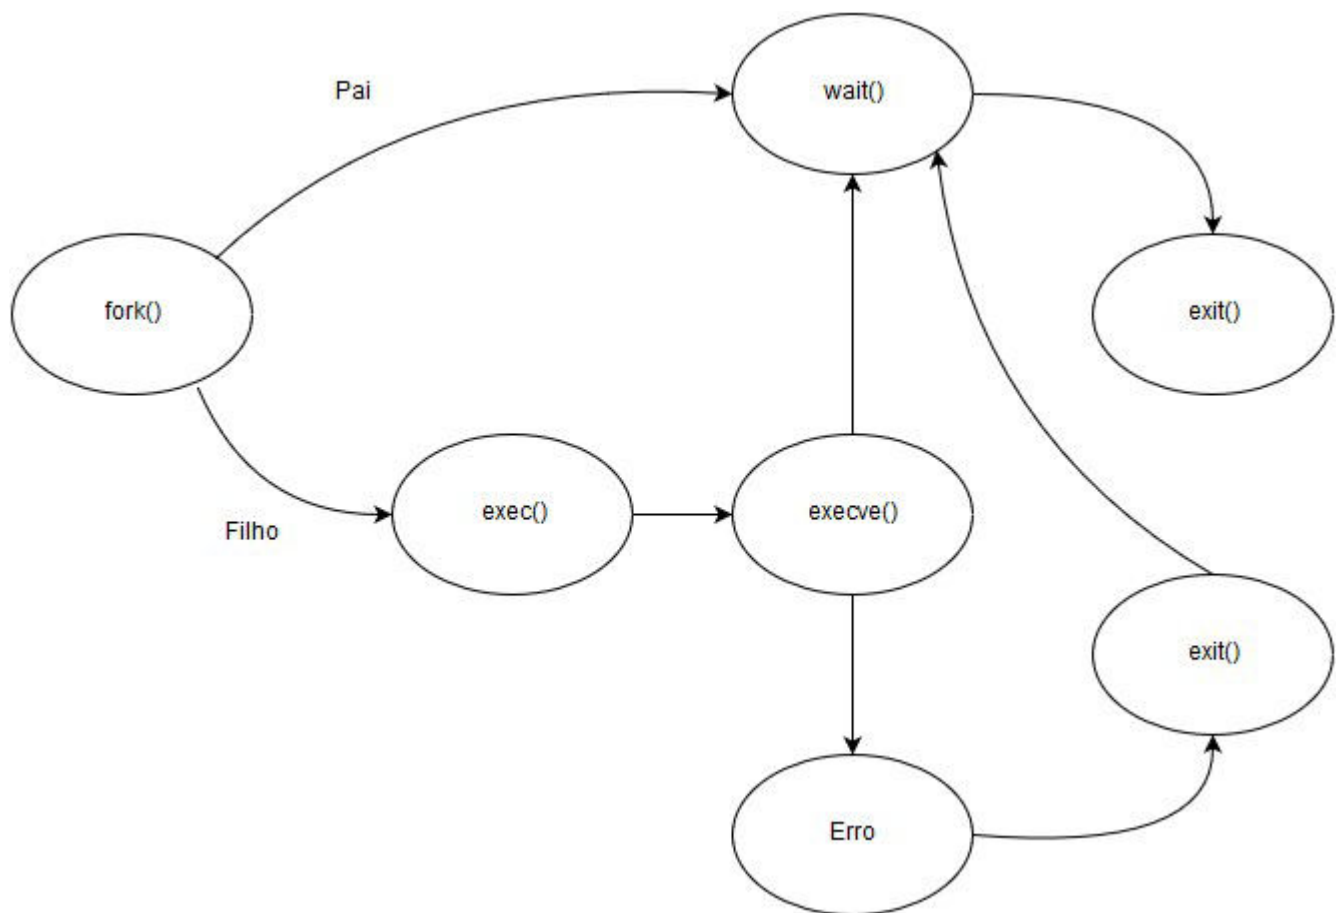 Pai
wait()
fork()
exit()
Filho
exec()
execve()
exit()
Erro